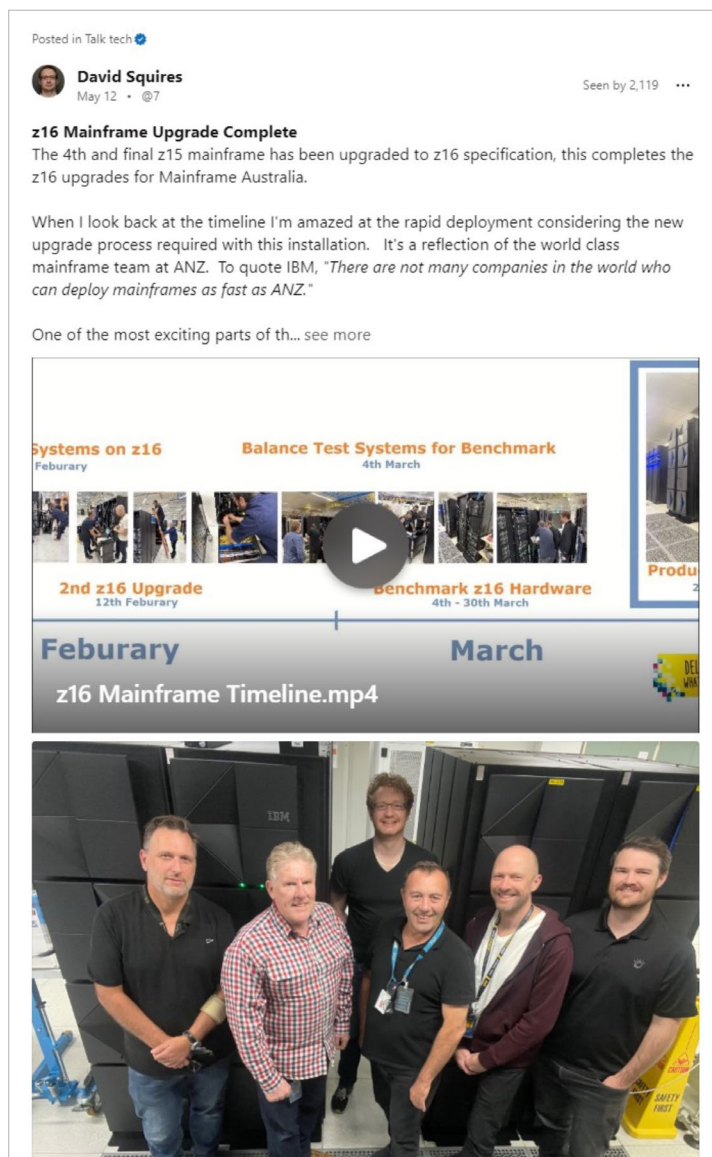 Posted in Talk tech
David Squires
May 12 • @7
Seen by 2,119
z16 Mainframe Upgrade Complete
The 4th and final z15 mainframe has been upgraded to z16 specification, this completes the
z16 upgrades for Mainframe Australia.
When I look back at the timeline I'm amazed at the rapid deployment considering the new
upgrade process required with this installation. It's a reflection of the world class
mainframe team at ANZ. To quote IBM, "There are not many companies in the world who
can deploy mainframes as fast as ANZ."
One of the most exciting parts of th... see more
Systems on z16
Feburary
Balance Test Systems for Benchmark
4th March
2nd z16 Upgrade
12th Feburary
Benchmark z16 Hardware
4th - 30th March
Produ
2
Feburary
March
DEL
WHAT
z16 Mainframe Timeline.mp4
IBM
CAUTION
SAFETY
FIRST